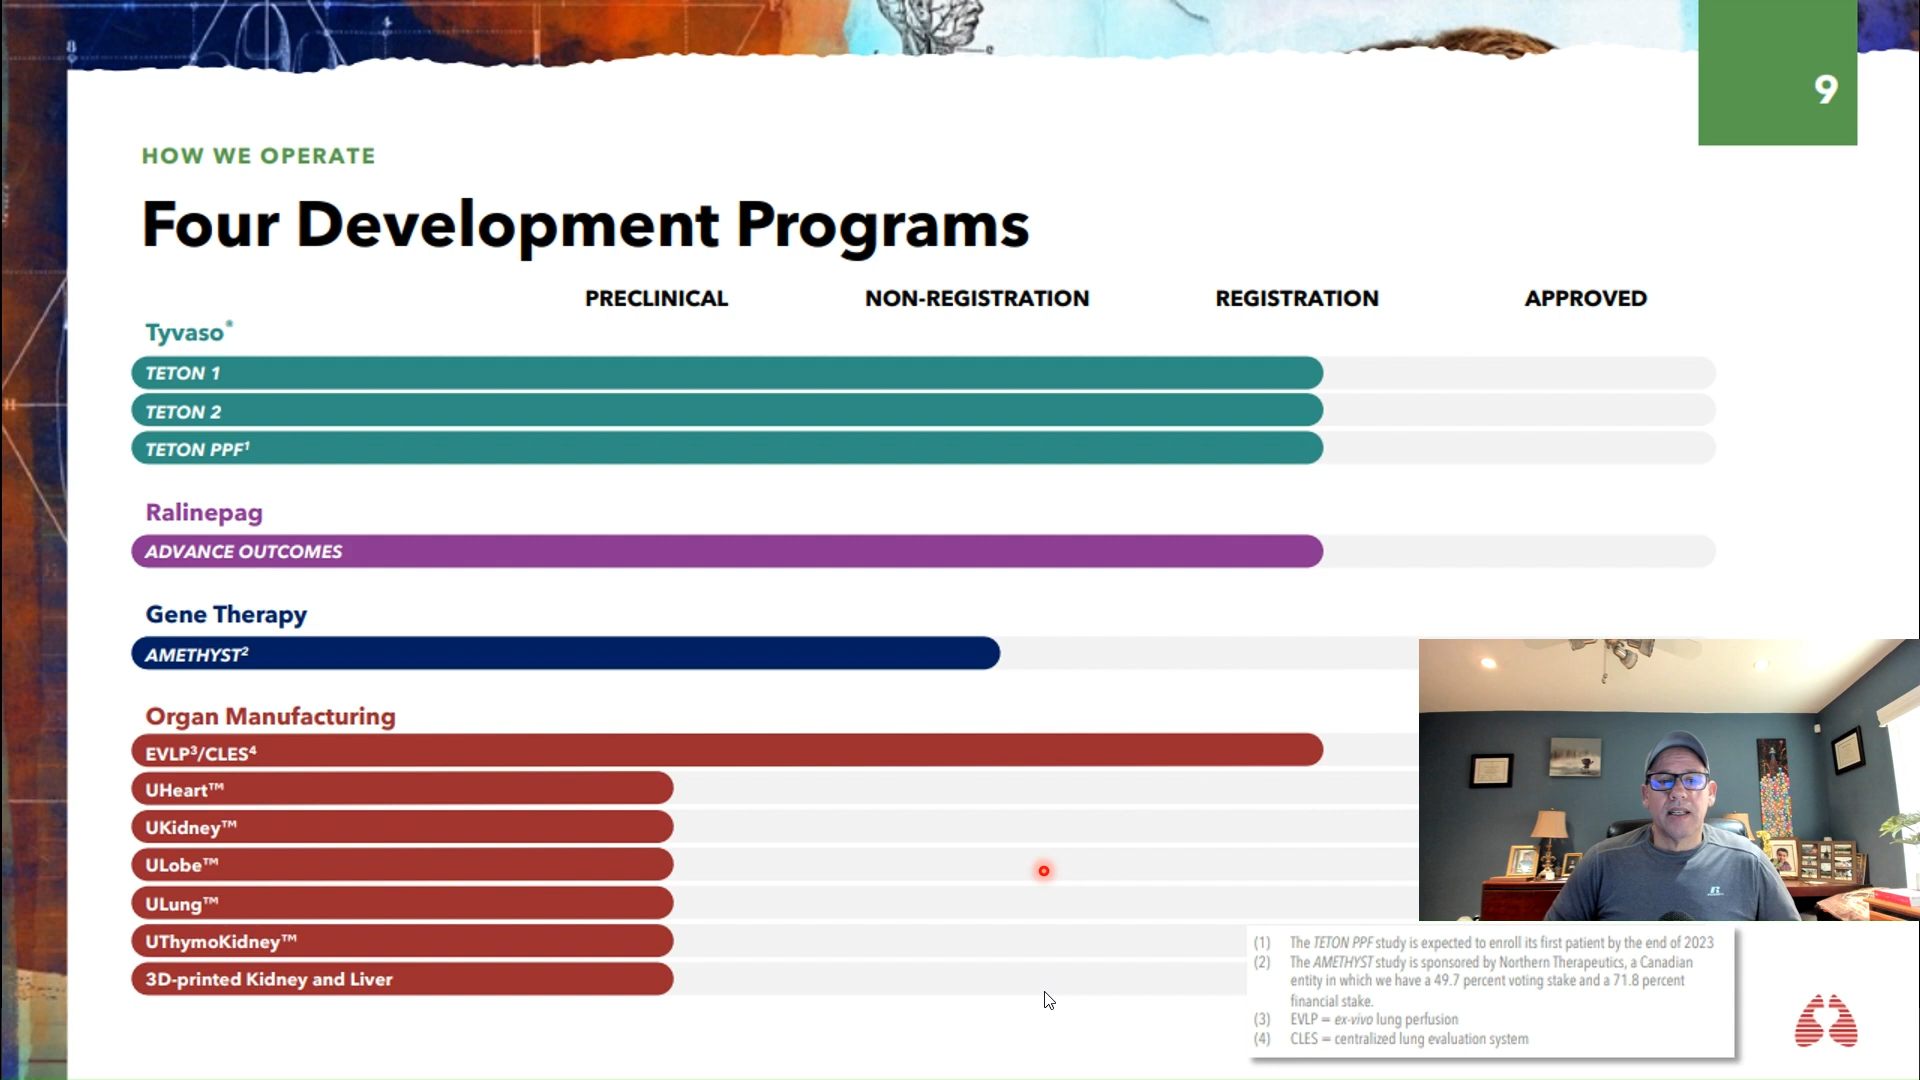 9
HOW WE OPERATE
Four Development Programs
PRECLINICAL NON-REGISTRATION REGISTRATION APPROVED
Tyvaso®
TETON 1
TETON 2
TETON PPF¹
Ralinepag
ADVANCE OUTCOMES
Gene Therapy
AMETHYST²
Organ Manufacturing
EVLP³/CLES⁴
UHeart™
UKidney™
ULobe™
ULung™
UThymoKidney™
3D-printed Kidney and Liver
(1) The TETON PPF study is expected to enroll its first patient by the end of 2023
(2) The AMETHYST study is sponsored by Northern Therapeutics, a Canadian
entity in which we have a 49.7 percent voting stake and a 71.8 percent
financial stake.
(3) EVLP = ex-vivo lung perfusion
(4) CLES = centralized lung evaluation system